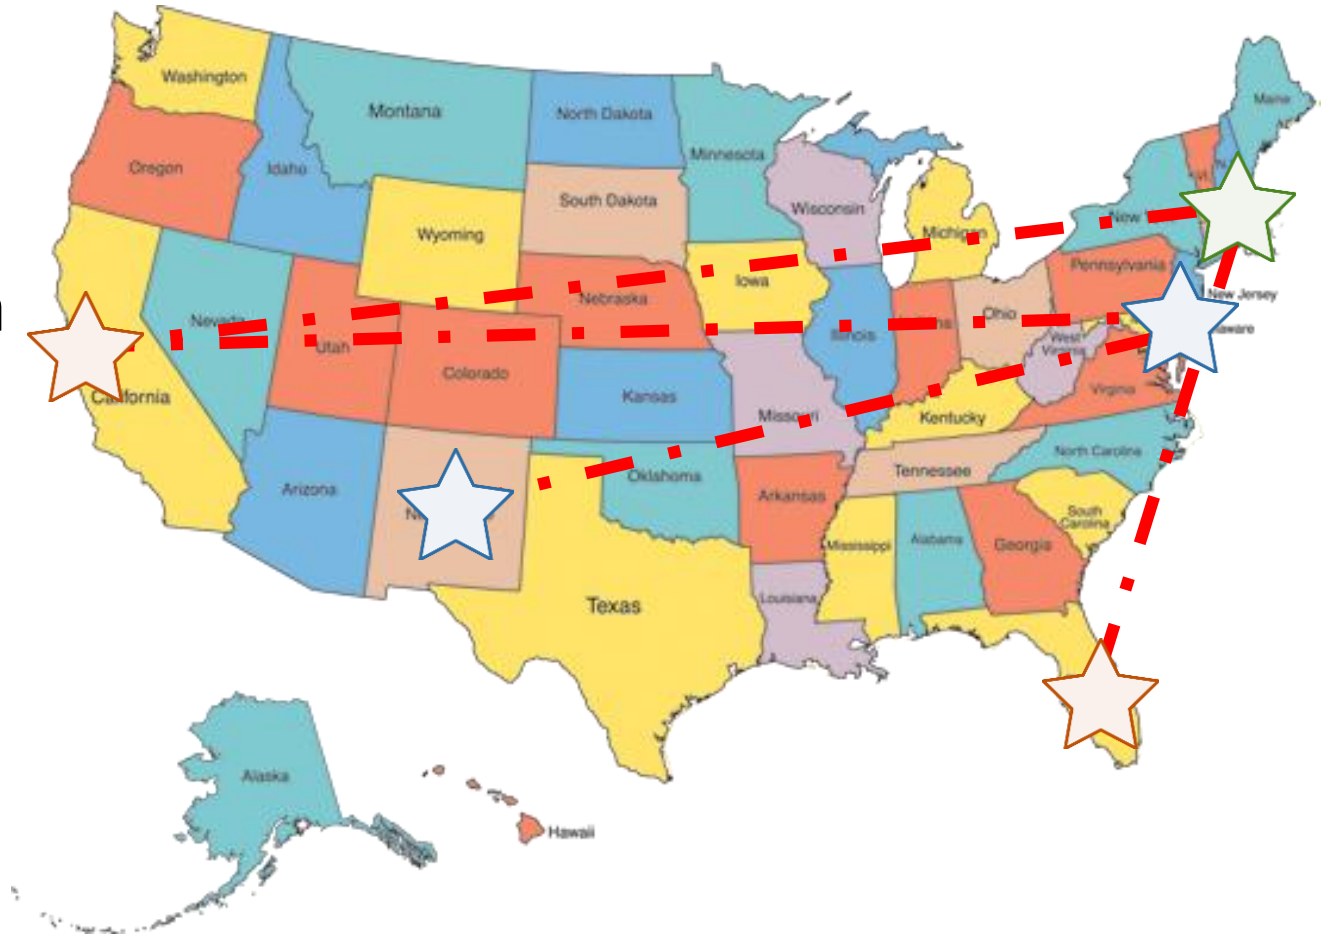 Washington
Montana
North Dakota
Minnesota
Maine
Oregon
Idaho
South Dakota
Wisconsin
Wyoming
Michigan
New
Pennsylvania
Iowa
Nebraska
New Jersey
Nevada
Ohio
Utah
Illinois
West
Virginia
Colorado
Kansas
Virginia
California
Missouri
Kentucky
North Carolina
Tennessee
Oklahoma
Arizona
Arkansas
South
Carolina
Mississippi
Alabama
Georgia
Louisiana
Texas
Alaska
Hawaii